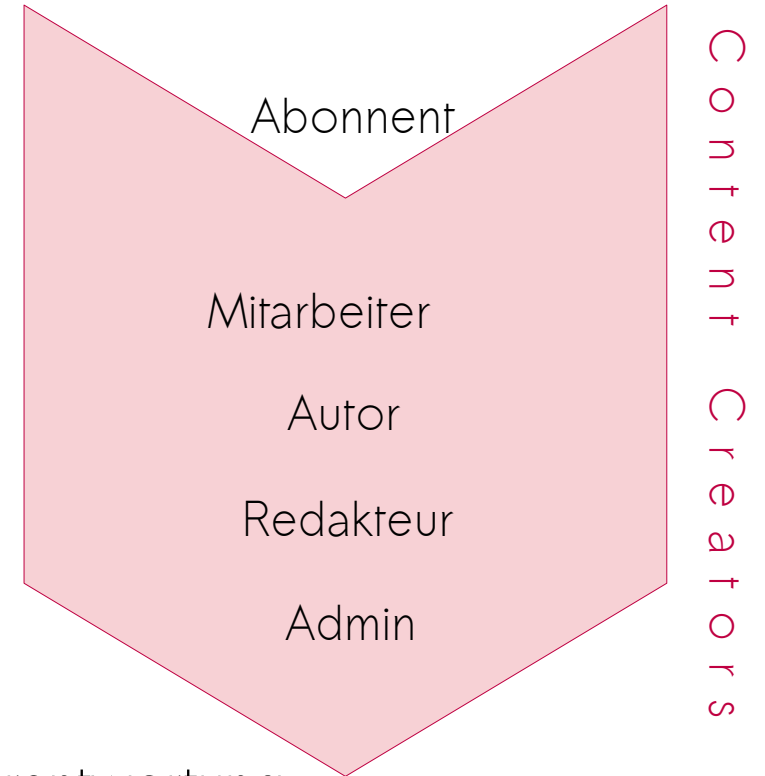 Abonnent
Mitarbeiter
Autor
Redakteur
Admin
Content Creators